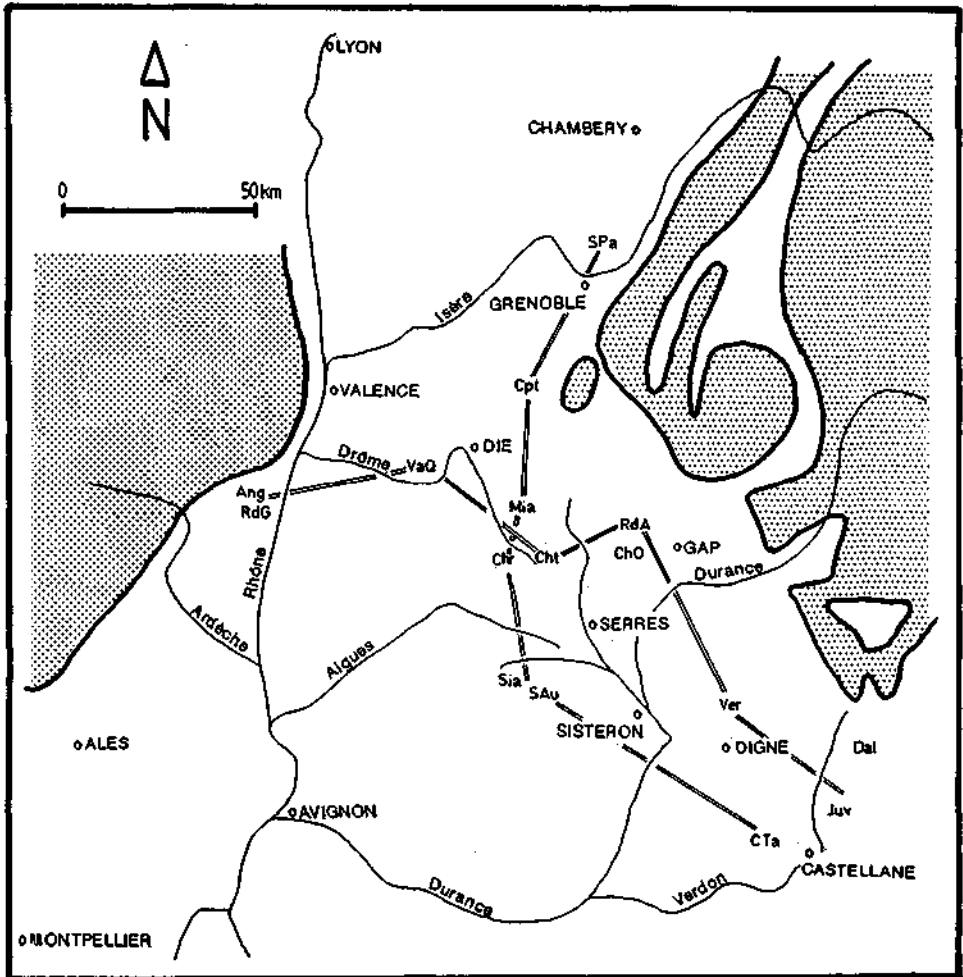 LYON
N
CHAMBERY
0 50km
SPa
GRENOBLE
Isère
Cpt
VALENCE
DIE
Drôme
VaQ
Ang
RdG
Mia
RdA
Chr
Cht
ChO
GAP
Durance
Rhône
Ardèche
SERRES
Aigues
Sia
SAu
Ver
SISTERON
ALES
DIGNE
Dal
AVIGNON
Juv
CTa
CASTELLANE
Durance
Verdon
MONTPELLIER